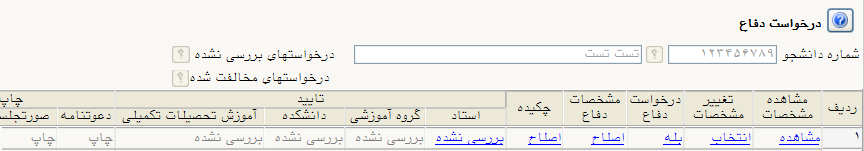 درخواست دفاع
شماره دانشجو ۱۲۳۴۵۶۷۸۹ ? تست تست درخواستهاي بررسی نشده ?
درخواستهاي مخالفت شده ?
ردیف مشاهده مشخصات تغییر مشخصات درخواست دفاع مشخصات دفاع چکیده تایید چاپ
استاد گروه آموزشی دانشکده آموزش تحصیلات تکمیلی دعوتنامه صورتجلس
۱ مشاهده انتخاب بله اصلاح اصلاح بررسی نشده بررسی نشده بررسی نشده بررسی نشده چاپ چاپ